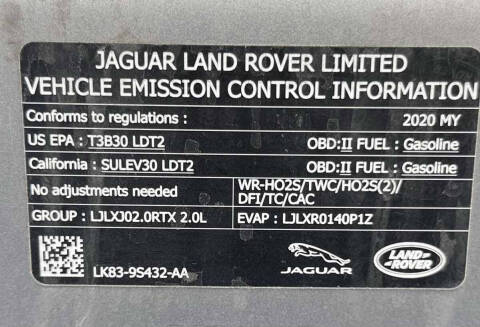 JAGUAR LAND ROVER LIMITED
VEHICLE EMISSION CONTROL INFORMATION
Conforms to regulations : 2020 MY
US EPA : T3B30 LDT2 OBD:II FUEL : Gasoline
California : SULEV30 LDT2 OBD:II FUEL : Gasoline
No adjustments needed
WR-HO2S/TWC/HO2S(2)/
DFI/TC/CAC
GROUP : LJLXJ02.0RTX 2.0L EVAP : LJLXR0140P1Z
LK83-9S432-AA
JAGUAR
LAND-
ROVER